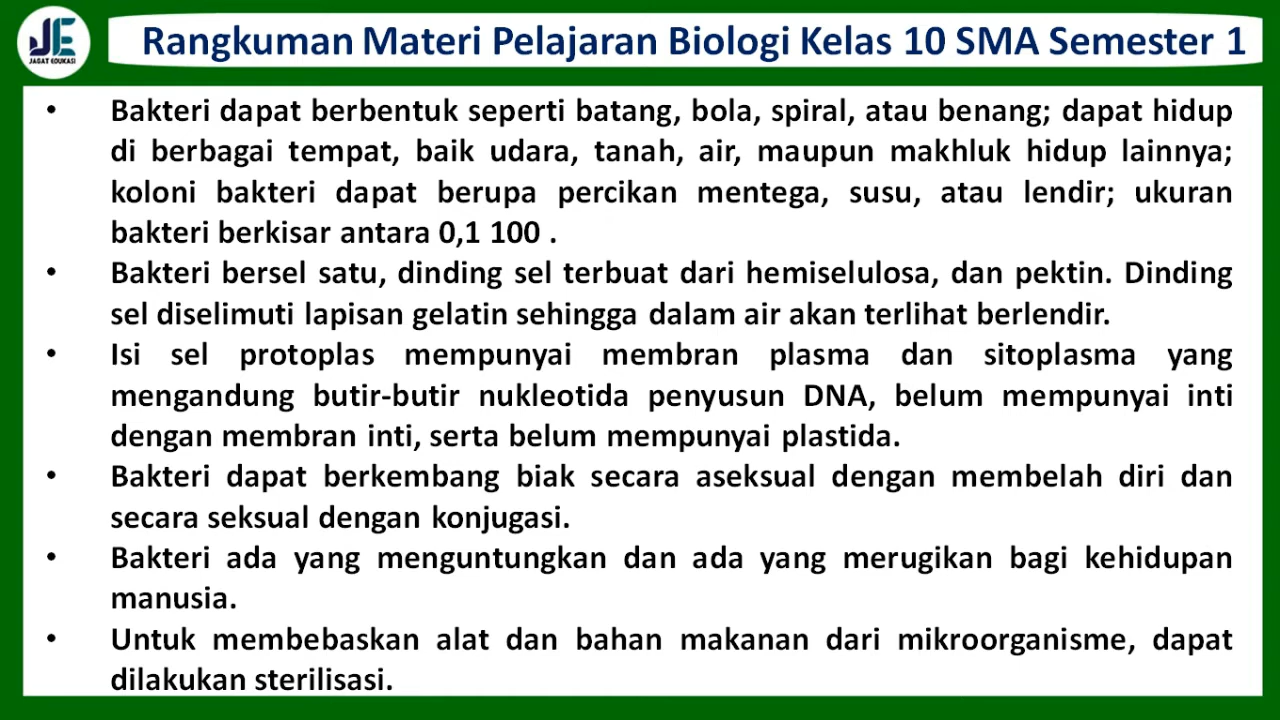 JE
JAGAT EDUKASI
Rangkuman Materi Pelajaran Biologi Kelas 10 SMA Semester 1
• Bakteri dapat berbentuk seperti batang, bola, spiral, atau benang; dapat hidup
di berbagai tempat, baik udara, tanah, air, maupun makhluk hidup lainnya;
koloni bakteri dapat berupa percikan mentega, susu, atau lendir; ukuran
bakteri berkisar antara 0,1 100 .
• Bakteri bersel satu, dinding sel terbuat dari hemiselulosa, dan pektin. Dinding
sel diselimuti lapisan gelatin sehingga dalam air akan terlihat berlendir.
• Isi sel protoplas mempunyai membran plasma dan sitoplasma yang
mengandung butir-butir nukleotida penyusun DNA, belum mempunyai inti
dengan membran inti, serta belum mempunyai plastida.
• Bakteri dapat berkembang biak secara aseksual dengan membelah diri dan
secara seksual dengan konjugasi.
• Bakteri ada yang menguntungkan dan ada yang merugikan bagi kehidupan
manusia.
• Untuk membebaskan alat dan bahan makanan dari mikroorganisme, dapat
dilakukan sterilisasi.